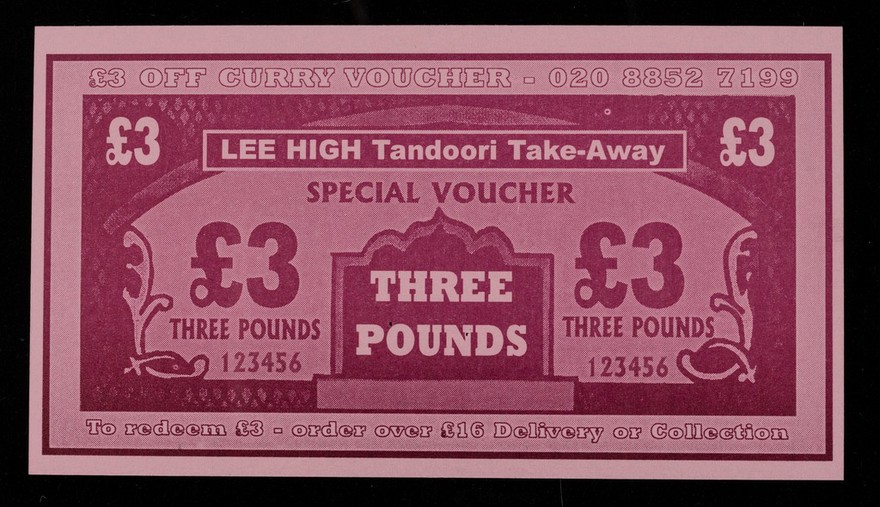 £3 OFF CURRY VOUCHER - 020 8852 7199
£3 £3
LEE HIGH Tandoori Take-Away
SPECIAL VOUCHER
£3 £3
THREE
POUNDS
THREE POUNDS THREE POUNDS
123456 123456
To redeem £3 - order over £16 Delivery or Collection